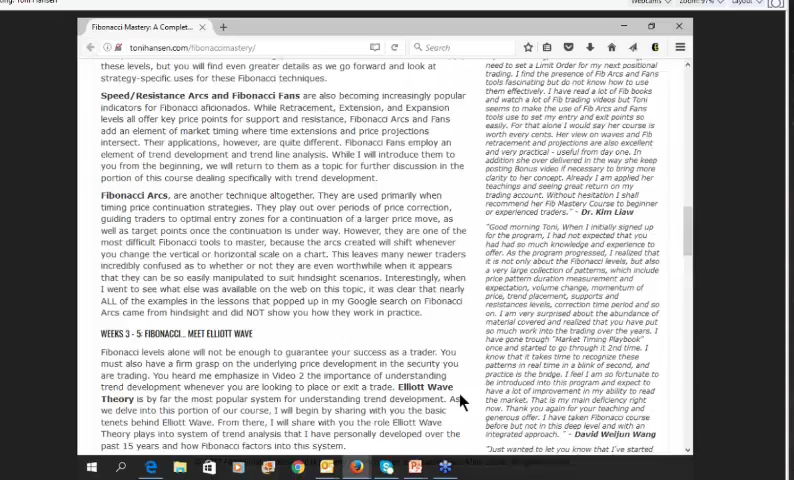 ting: Toni Hansen
Webcams
Zoom: 97%
Layout
Fibonacci Mastery: A Complet...
tonihansen.com/fibonaccimastery/
Search
these levels, but you will find even greater details as we go forward and look at
strategy-specific uses for these Fibonacci techniques.
Speed/Resistance Arcs and Fibonacci Fans are also becoming increasingly popular
indicators for Fibonacci aficionados. While Retracement, Extension, and Expansion
levels all offer key price points for support and resistance, Fibonacci Arcs and Fans
add an element of market timing where time extensions and price projections
intersect. Their applications, however, are quite different. Fibonacci Fans employ an
element of trend development and trend line analysis. While I will introduce them to
you from the beginning, we will return to them as a topic for further discussion in the
portion of this course dealing specifically with trend development.
Fibonacci Arcs, are another technique altogether. They are used primarily when
timing price continuation strategies. They play out over periods of price correction,
guiding traders to optimal entry zones for a continuation of a larger price move, as
well as target points once the continuation is under way. However, they are one of the
most difficult Fibonacci tools to master, because the arcs created will shift whenever
you change the vertical or horizontal scale on a chart. This leaves many newer traders
incredibly confused as to whether or not they are even worthwhile when it appears
that they can be so easily manipulated to suit hindsight scenarios. Interestingly, when
I went to see what else was available on the web on this topic, it was clear that nearly
ALL of the examples in the lessons that popped up in my Google search on Fibonacci
Arcs came from hindsight and did NOT show you how they work in practice.
WEEKS 3 - 5: FIBONACCI... MEET ELLIOTT WAVE
Fibonacci levels alone will not be enough to guarantee your success as a trader. You
must also have a firm grasp on the underlying price development in the security you
are trading. You heard me emphasize in Video 2 the importance of understanding
trend development whenever you are looking to place or exit a trade. Elliott Wave
Theory is by far the most popular system for understanding trend development. As
we delve into this portion of our course, I will begin by sharing with you the basic
tenets behind Elliott Wave. From there, I will share with you the role Elliott Wave
Theory plays into system of trend analysis that I have personally developed over the
past 15 years and how Fibonacci factors into this system.
need to set a Limit Order for my next positional
trading. I find the presence of Fib Arcs and Fans
tools fascinating but do not know how to use
them effectively. I have read a lot of Fib books
and watch a lot of Fib trading videos but Toni
seems to make the use of Fib Arcs and Fans
tools use to set my entry and exit points so
easily. For that alone I would say her course is
worth every cents. Her view on waves and Fib
retracement and projections are also excellent
and very practical - useful from day one. In
addition she over delivered in the way she keep
posting Bonus video if necessary to bring more
clarity to her concept. Already I am applied her
teachings and seeing great return on my
trading account. Without hesitation I shall
recommend her Fib Mastery Course to beginner
or experienced traders." - Dr. Kim Liaw
"Good morning Toni, When I initially signed up
for the program, I had not expected that you
had had so much knowledge and experience to
offer. As the program progressed, I realized that
it is not only about the Fibonacci levels, but also
a very large collection of patterns, which include
price pattern duration measurement and
expectation, volume change, momentum of
price, trend placement, supports and
resistances levels, correction time period and so
on. I am very surprised about the abundance of
material covered and realized that you have put
so much work into the trading over the years. I
have gone trough "Market Timing Playbook"
once and started to go through it 2nd time. I
know that it takes time to recognize these
patterns in real time in a blink of second, and
practice is the bridge. I feel I am so fortunate to
be introduced into this program and expect to
have a lot of improvement in my ability to read
the market. That is my main deficiency right
now. Thank you again for your teaching and
generous offer. I have taken Fibonacci course
before but not in this deep level and with an
integrated approach. " - David Weijun Wang
"Just wanted to let you know that I've started